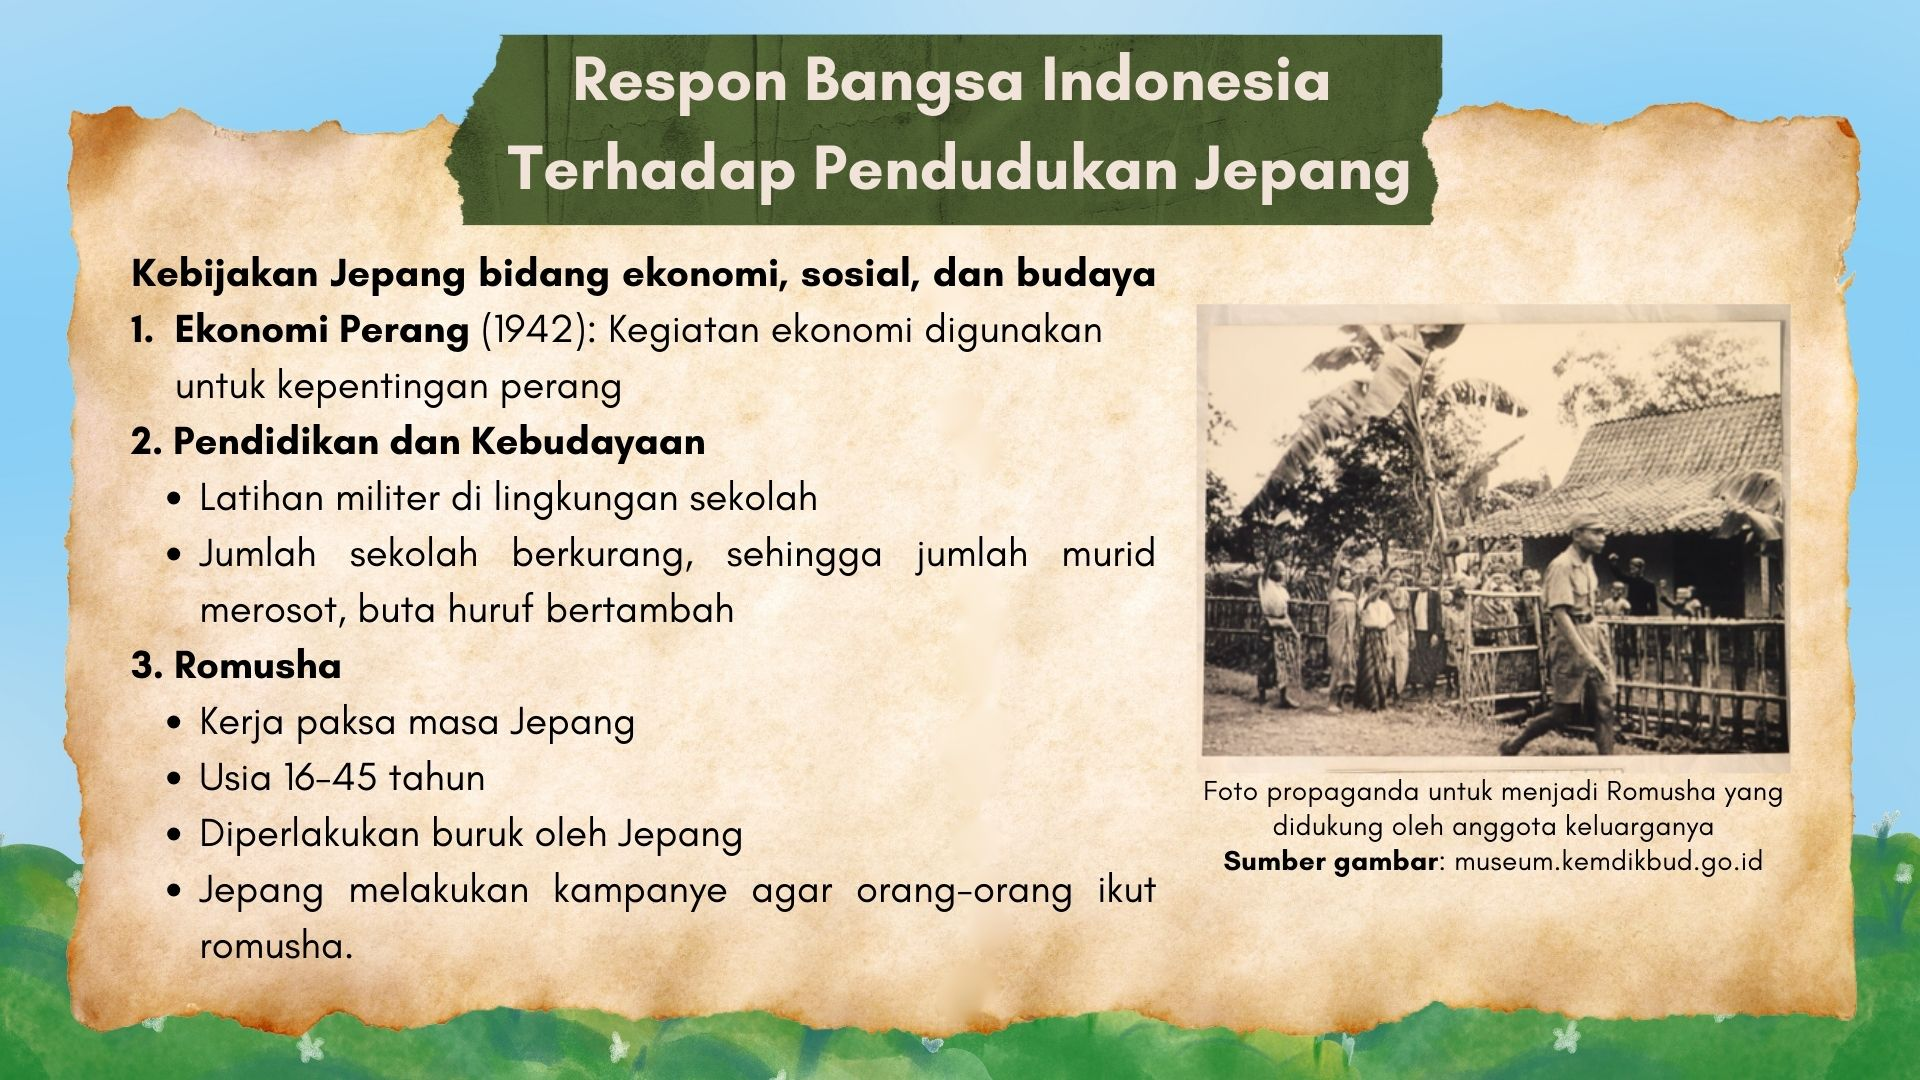 Respon Bangsa Indonesia
Terhadap Pendudukan Jepang
Kebijakan Jepang bidang ekonomi, sosial, dan budaya
1. Ekonomi Perang (1942): Kegiatan ekonomi digunakan
untuk kepentingan perang
2. Pendidikan dan Kebudayaan
• Latihan militer di lingkungan sekolah
• Jumlah sekolah berkurang, sehingga jumlah murid
merosot, buta huruf bertambah
3. Romusha
• Kerja paksa masa Jepang
• Usia 16-45 tahun
• Diperlakukan buruk oleh Jepang
• Jepang melakukan kampanye agar orang-orang ikut
romusha.
Foto propaganda untuk menjadi Romusha yang
didukung oleh anggota keluarganya
Sumber gambar: museum.kemdikbud.go.id